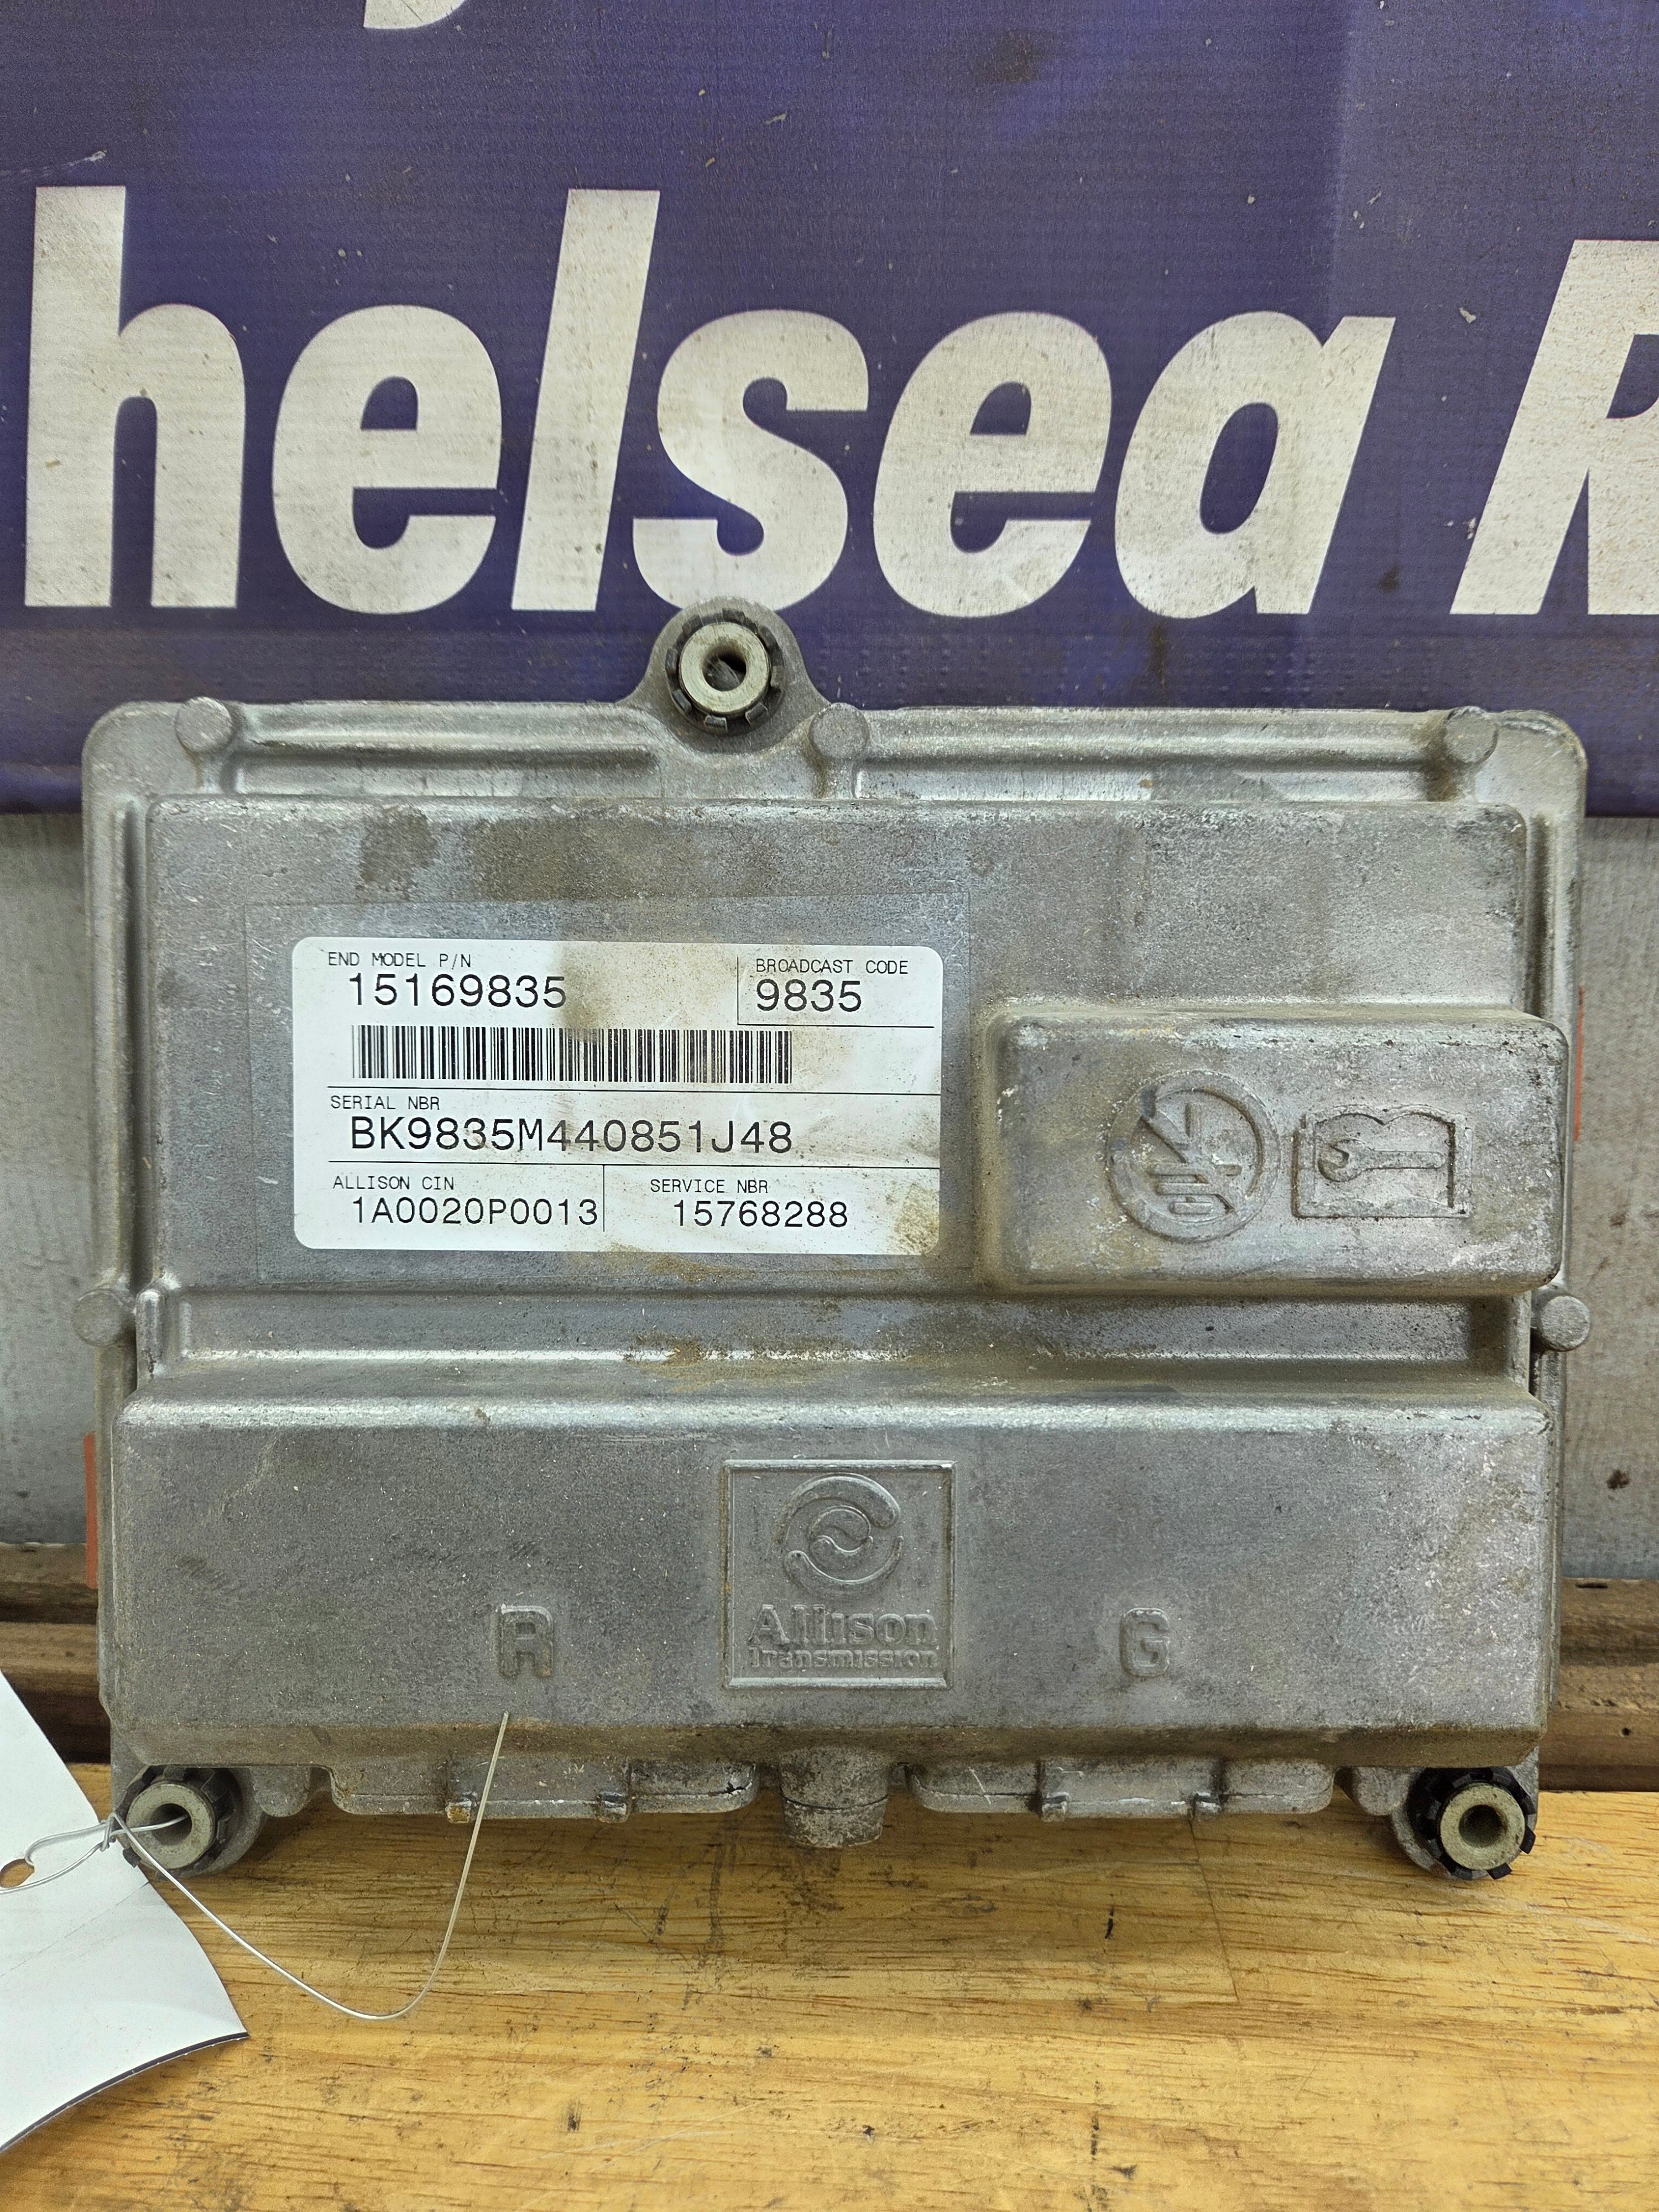 helsea R
END MODEL P/N
15169835
BROADCAST CODE
9835
SERIAL NBR
BK9835M440851J48
ALLISON CIN
1A0020P0013
SERVICE NBR
15768288
Allison
Transmission
R
G